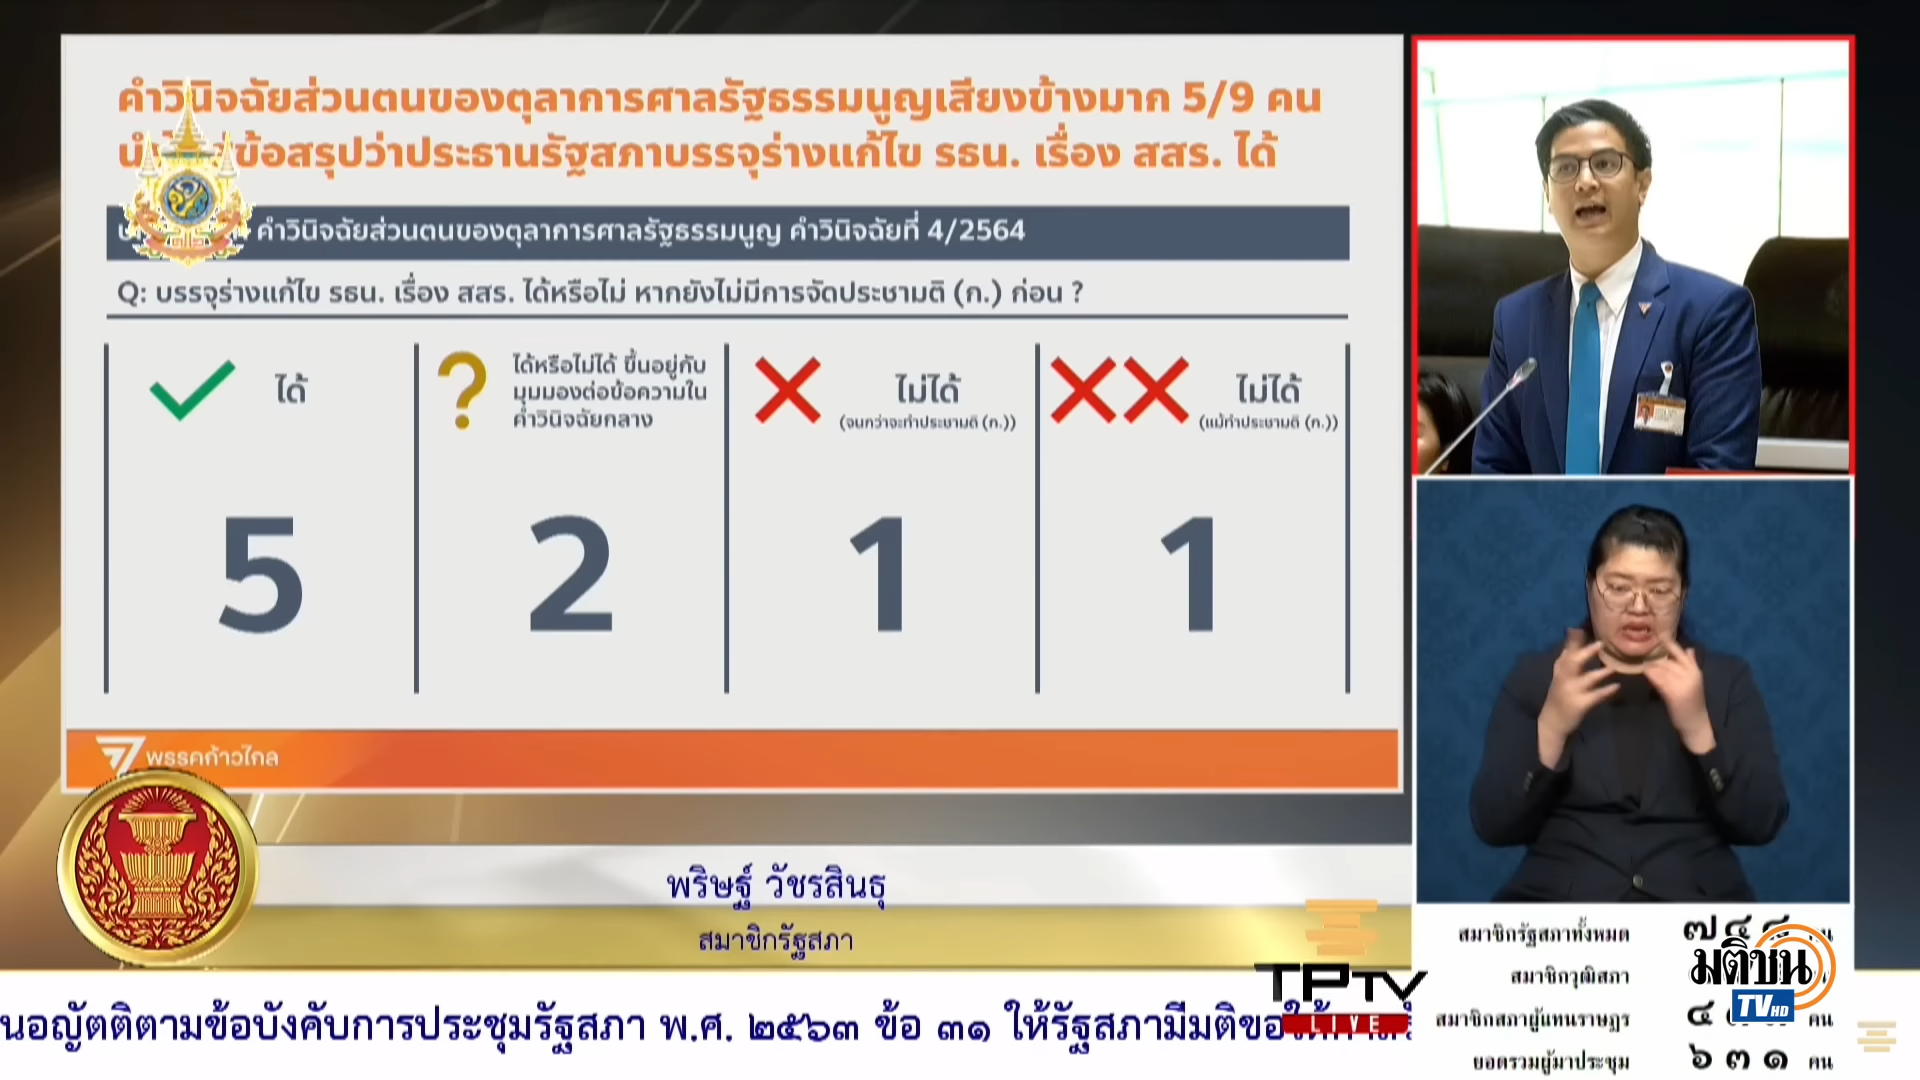 คำวินิจฉัยส่วนตนของตุลาการศาลรัฐธรรมนูญเสียงข้างมาก 5/9 คน
ข้อสรุปว่าประธานรัฐสภาบรรจุร่างแก้ไข รธน. เรื่อง สสร. ได้
คำวินิจฉัยส่วนตนของตุลาการศาลรัฐธรรมนูญ คำวินิจฉัยที่ 4/2564
Q: บรรจุร่างแก้ไข รธน. เรื่อง สสร. ได้หรือไม่ หากยังไม่มีการจัดประชามติ (ก.) ก่อน ?
ได้
5
? ได้หรือไม่ได้ ขึ้นอยู่กับ
มุมมองต่อข้อความใน
คำวินิจฉัยกลาง
2
ไม่ได้
(จนกว่าจะทำประชามติ (ก.))
1
ไม่ได้
(แม้ทำประชามติ (ก.))
1
พรรคก้าวไกล
พริษฐ์ วัชรสินธุ
สมาชิกรัฐสภา
TPTV
LIVE
นอญัตติตามข้อบังคับการประชุมรัฐสภา พ.ศ. ๒๕๖๓ ข้อ ๓๑ ให้รัฐสภามีมติขอ
สมาชิกรัฐสภาทั้งหมด คน
สมาชิกวุฒิสภา
สมาชิกสภาผู้แทนราษฎร คน
ยอดรวมผู้มาประชุม ๖๓๑ คน
มติชน
TV HD